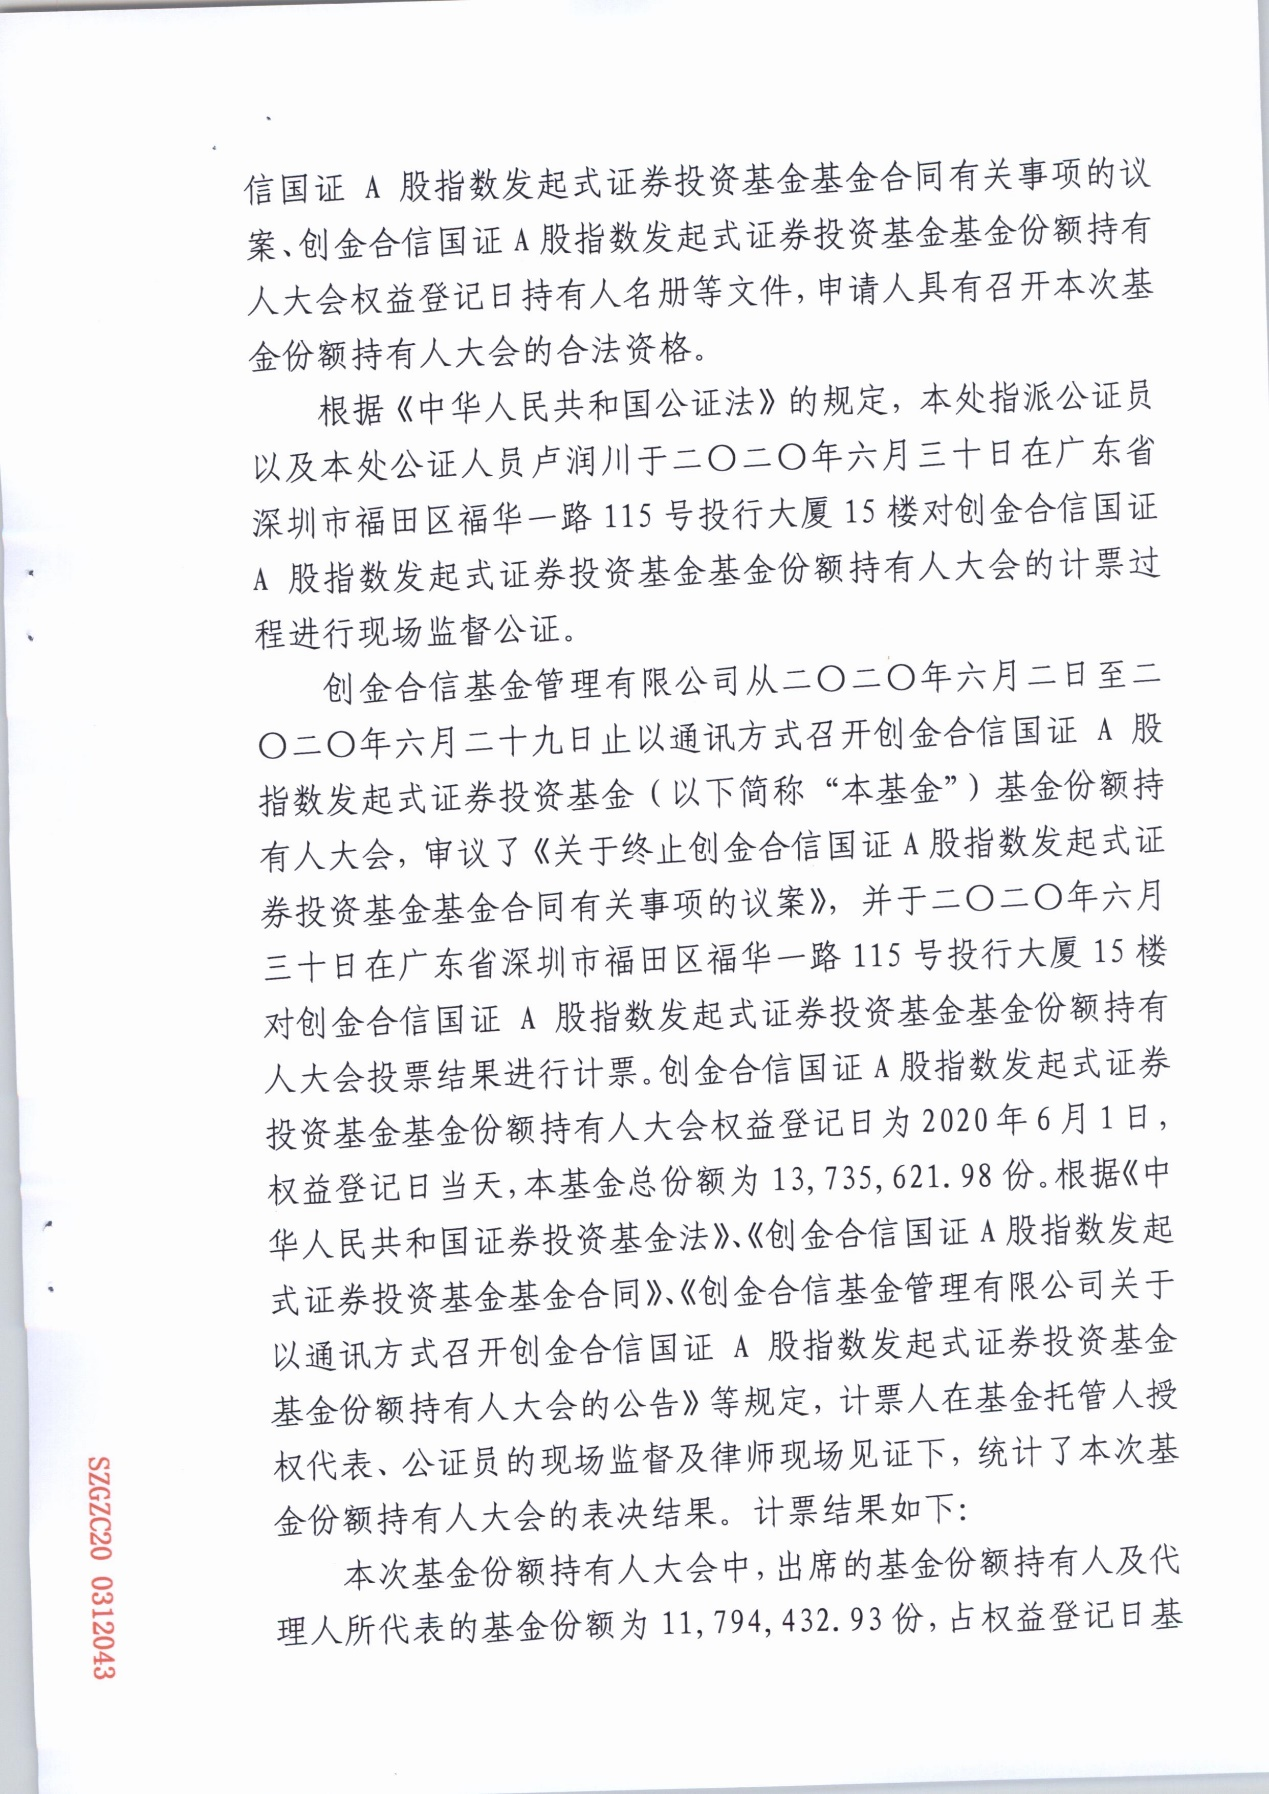 信国证 A 股指数发起式证券投资基金基金合同有关事项的议
案、创金合信国证A股指数发起式证券投资基金基金份额持有
人大会权益登记日持有人名册等文件，申请人具有召开本次基
金份额持有人大会的合法资格。
根据《中华人民共和国公证法》的规定，本处指派公证员
以及本处公证人员卢润川于二〇二〇年六月三十日在广东省
深圳市福田区福华一路115号投行大厦15楼对创金合信国证
A 股指数发起式证券投资基金基金份额持有人大会的计票过
程进行现场监督公证。
创金合信基金管理有限公司从二〇二〇年六月二日至二
〇二〇年六月二十九日止以通讯方式召开创金合信国证 A 股
指数发起式证券投资基金（以下简称“本基金”）基金份额持
有人大会，审议了《关于终止创金合信国证A股指数发起式证
券投资基金基金合同有关事项的议案》，并于二〇二〇年六月
三十日在广东省深圳市福田区福华一路115号投行大厦15楼
对创金合信国证 A 股指数发起式证券投资基金基金份额持有
人大会投票结果进行计票。创金合信国证A股指数发起式证券
投资基金基金份额持有人大会权益登记日为2020年6月1日，
权益登记日当天，本基金总份额为13,735,621.98份。根据《中
华人民共和国证券投资基金法》、《创金合信国证A股指数发起
式证券投资基金基金合同》、《创金合信基金管理有限公司关于
以通讯方式召开创金合信国证 A 股指数发起式证券投资基金
基金份额持有人大会的公告》等规定，计票人在基金托管人授
权代表、公证员的现场监督及律师现场见证下，统计了本次基
金份额持有人大会的表决结果。计票结果如下：
本次基金份额持有人大会中，出席的基金份额持有人及代
理人所代表的基金份额为11,794,432.93份，占权益登记日基
SZGZC20 0312043